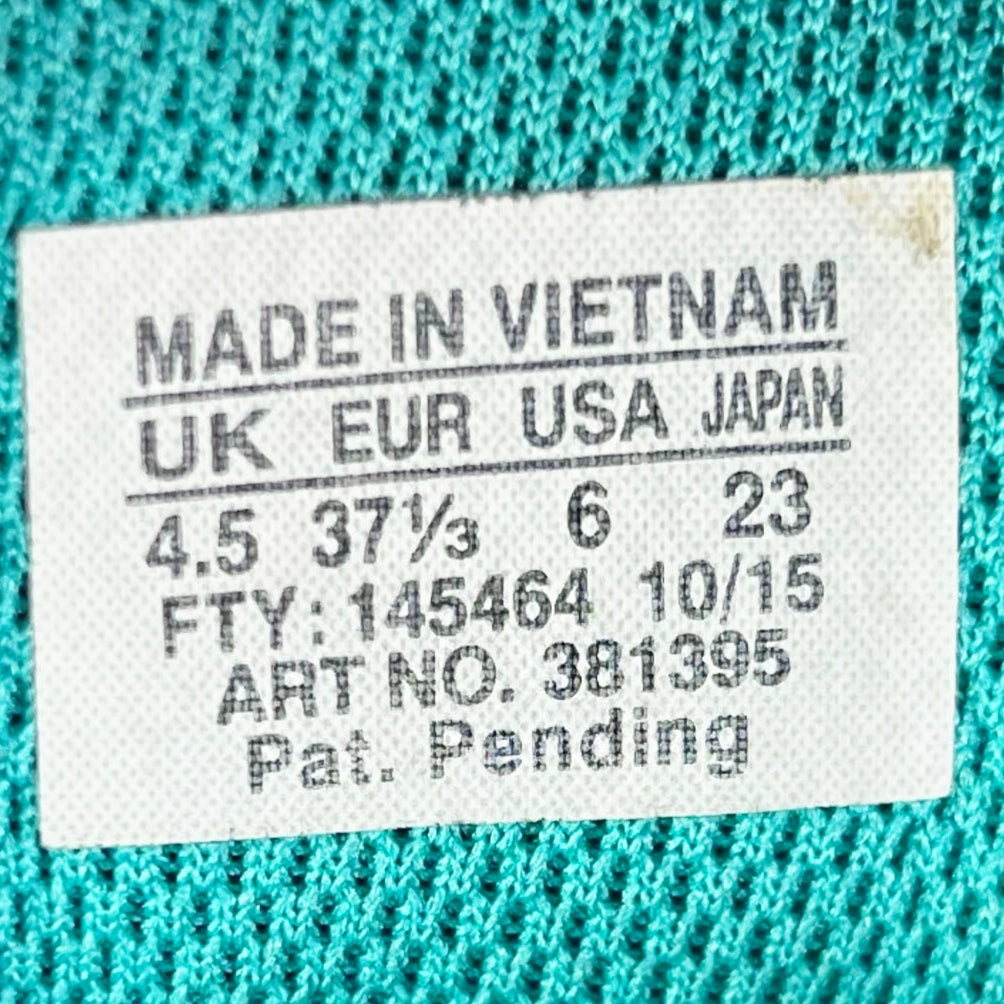 MADE IN VIETNAM
UK EUR USA JAPAN
4.5 37⅓ 6 23
FTY: 145464 10/15
ART NO. 381395
Pat. Pending